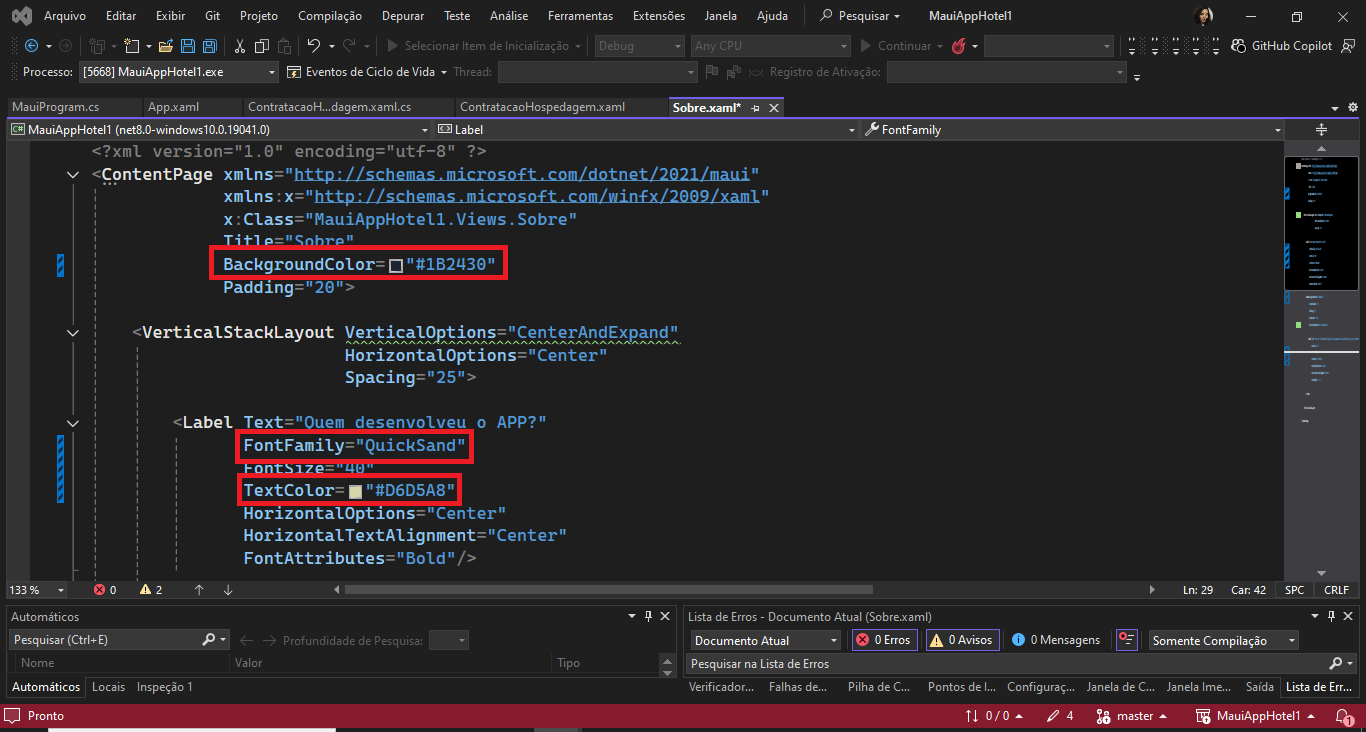 Arquivo Editar Exibir Git Projeto Compilação Depurar Teste Análise Ferramentas Extensões Janela Ajuda Pesquisar MauiAppHotel1
Selecionar Item de Inicialização Debug Any CPU Continuar GitHub Copilot
Processo: [5668] MauiAppHotel1.exe Eventos de Ciclo de Vida Thread: Registro de Ativação:
MauiProgram.cs App.xaml ContratacaoH...dagem.xaml.cs ContratacaoHospedagem.xaml Sobre.xaml*
MauiAppHotel1 (net8.0-windows10.0.19041.0) Label FontFamily
<?xml version="1.0" encoding="utf-8" ?>
<ContentPage xmlns="http://schemas.microsoft.com/dotnet/2021/maui"
xmlns:x="http://schemas.microsoft.com/winfx/2009/xaml"
x:Class="MauiAppHotel1.Views.Sobre"
Title="Sobre"
BackgroundColor="#1B2430"
Padding="20">
<VerticalStackLayout VerticalOptions="CenterAndExpand"
HorizontalOptions="Center"
Spacing="25">
<Label Text="Quem desenvolveu o APP?"
FontFamily="QuickSand"
FontSize="40"
TextColor="#D6D5A8"
HorizontalOptions="Center"
HorizontalTextAlignment="Center"
FontAttributes="Bold"/>
133 % 0 2 Ln: 29 Car: 42 SPC CRLF
Automáticos
Pesquisar (Ctrl+E) Profundidade de Pesquisa:
Nome Valor Tipo
Automáticos Locais Inspeção 1
Lista de Erros - Documento Atual (Sobre.xaml)
Documento Atual 0 Erros 0 Avisos 0 Mensagens Somente Compilação
Pesquisar na Lista de Erros
Verificador... Falhas de... Pilha de C... Pontos de I... Configuraç... Janela de C... Janela Ime... Saída Lista de Err...
Pronto 0 / 0 4 master MauiAppHotel1 1